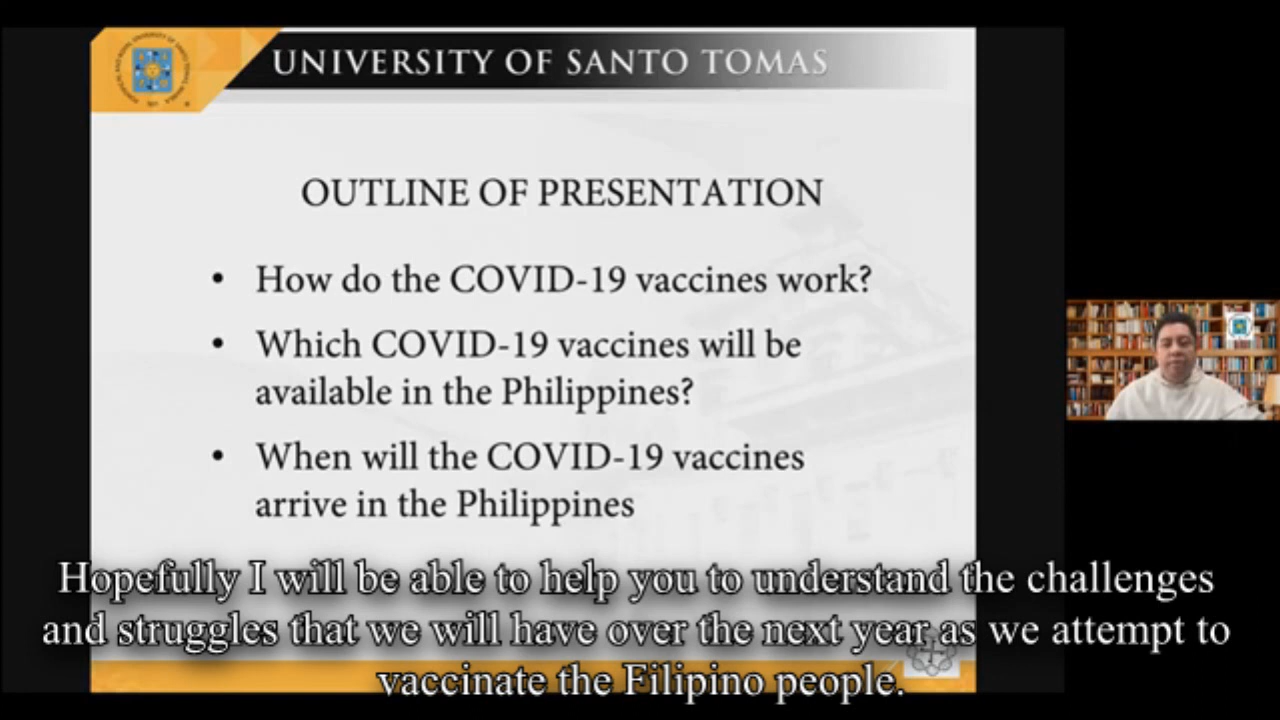 UNIVERSITY OF SANTO TOMAS
OUTLINE OF PRESENTATION
• How do the COVID-19 vaccines work?
• Which COVID-19 vaccines will be
available in the Philippines?
• When will the COVID-19 vaccines
arrive in the Philippines
Hopefully I will be able to help you to understand the challenges
and struggles that we will have over the next year as we attempt to
vaccinate the Filipino people.